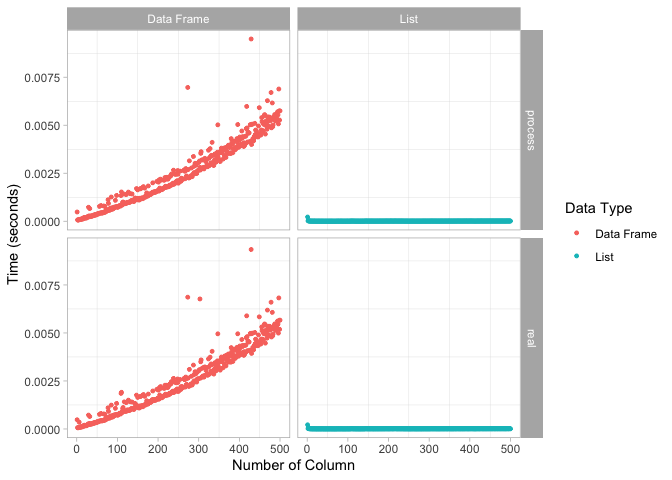 Data Frame List
0.0075
0.0050
0.0025
0.0000
process
Time (seconds)
0.0075
0.0050
0.0025
0.0000
real
0 100 200 300 400 500 0 100 200 300 400 500
Number of Column
Data Type
Data Frame
List